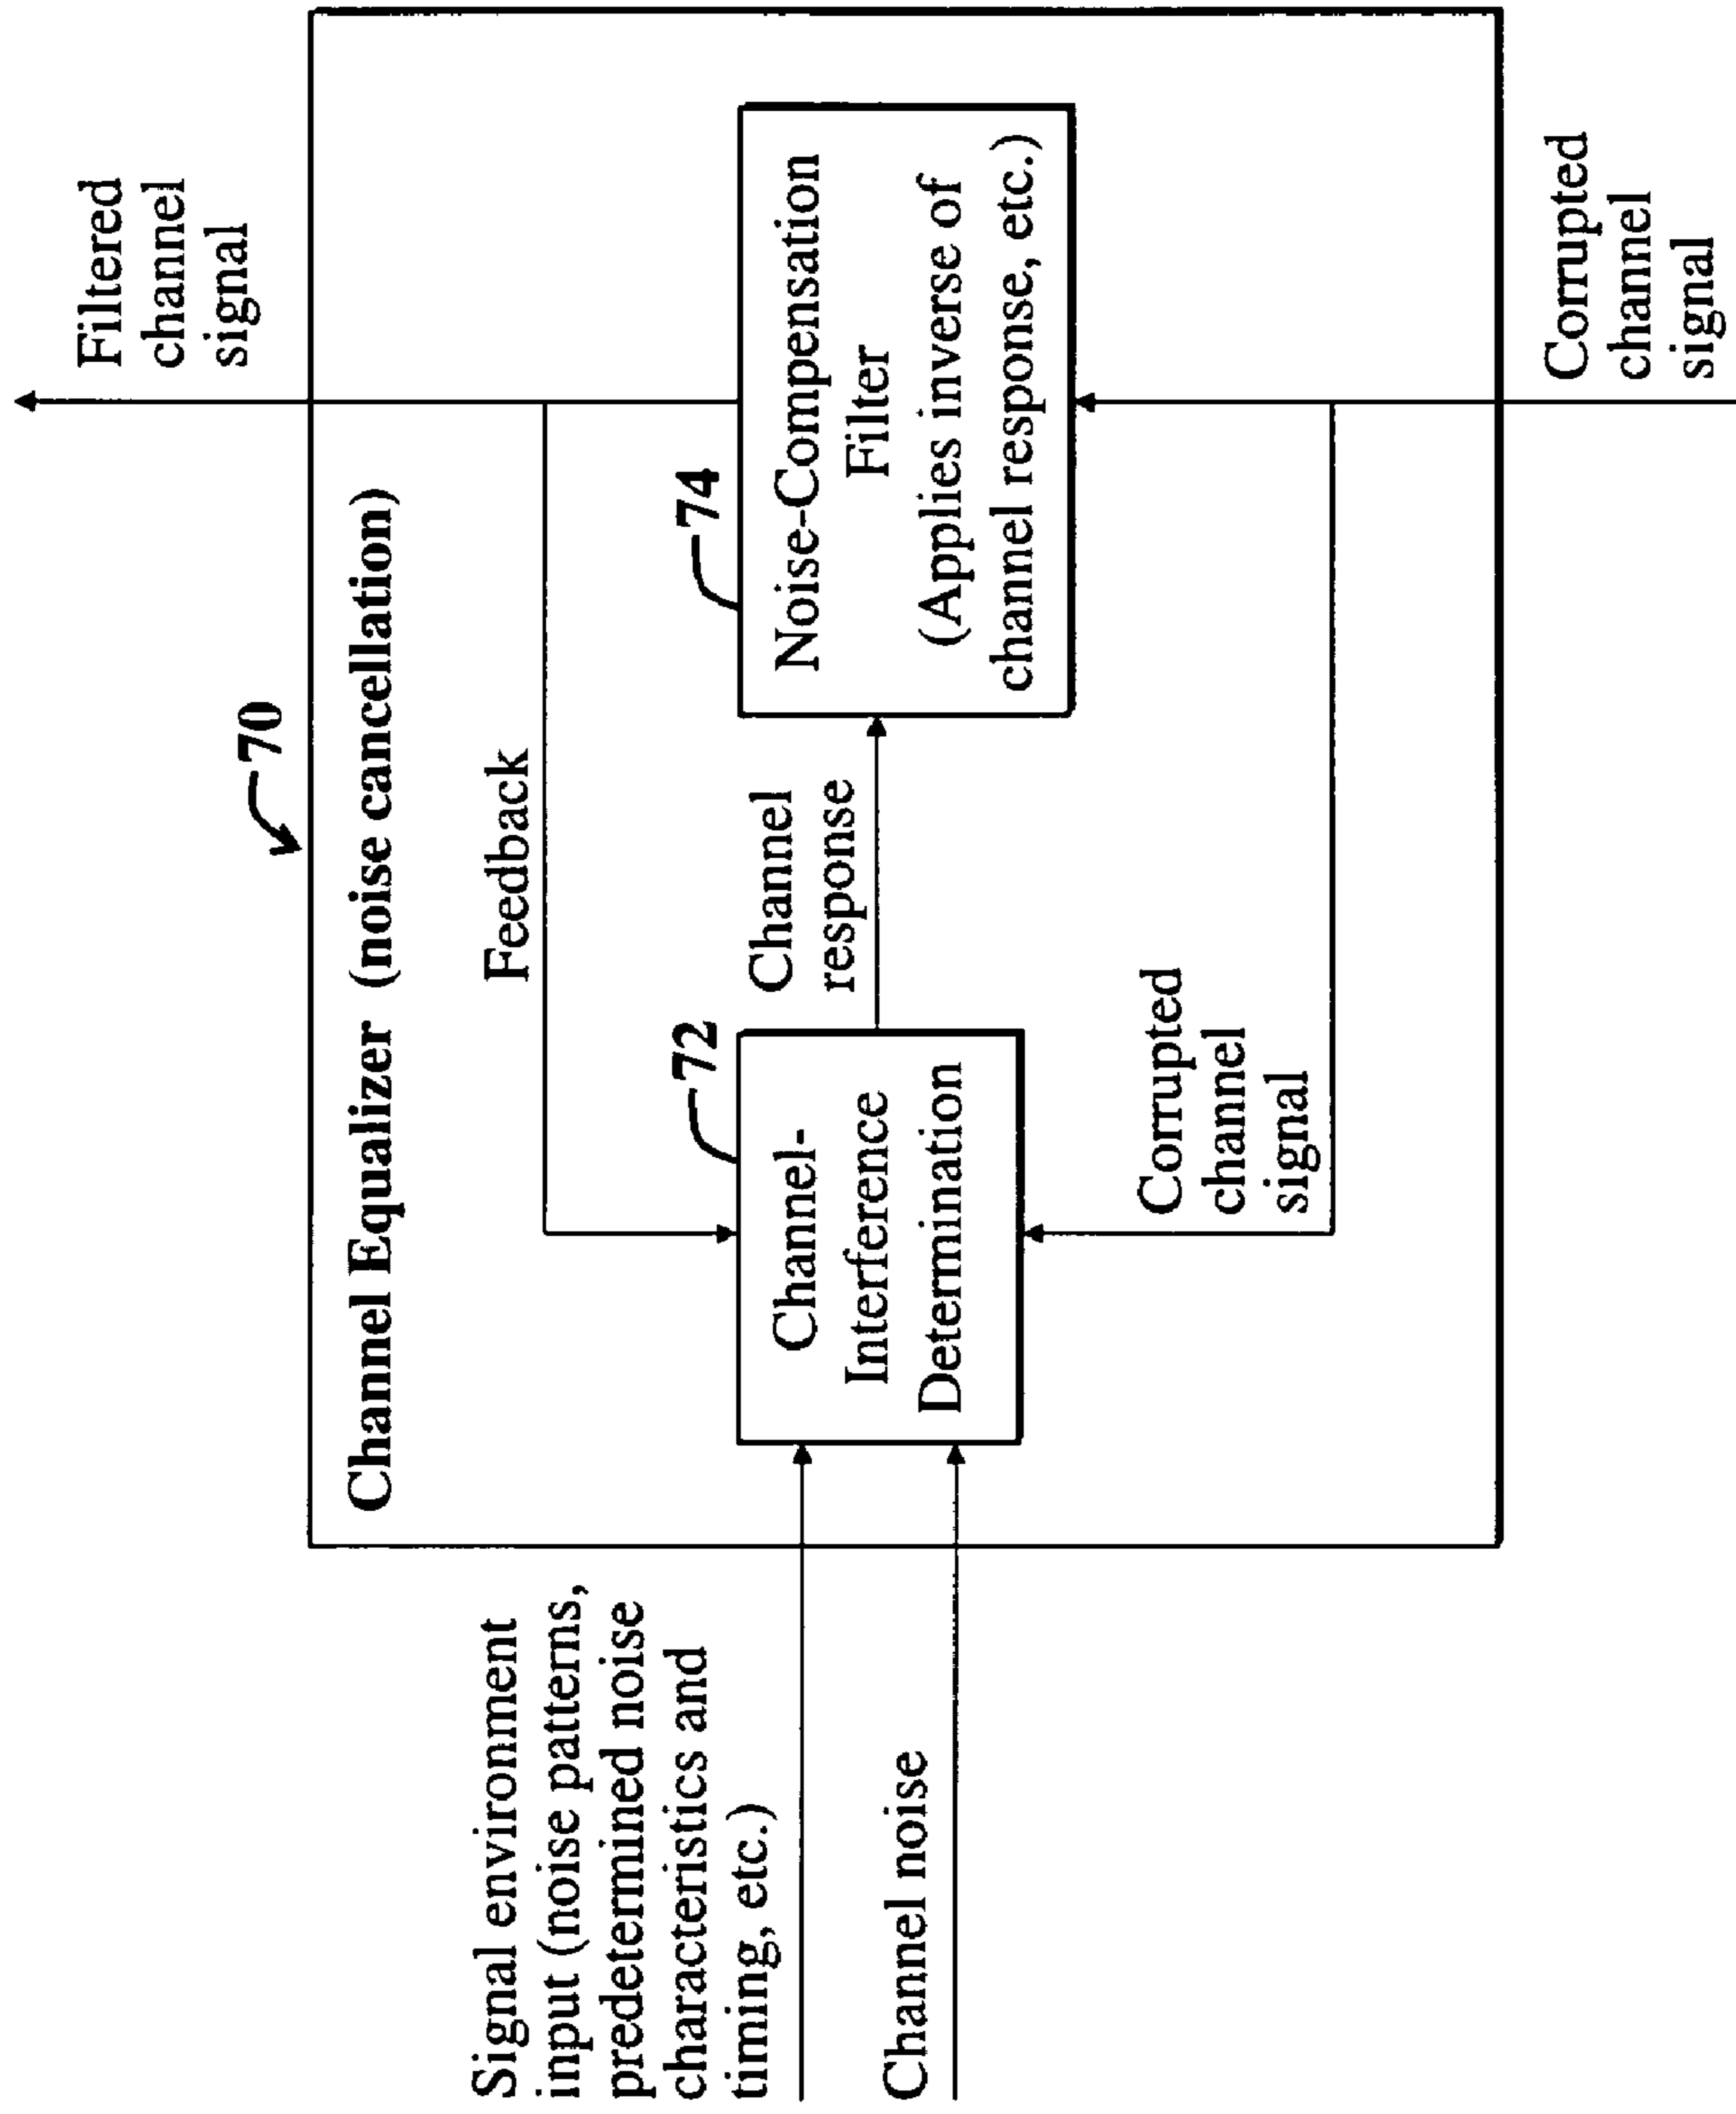 Filtered
channel
signal
70
Channel Equalizer (noise cancellation)
Feedback
Signal environment
input (noise patterns,
predetermined noise
characteristics and
timing, etc.)
72
Channel-
Interference
Determination
Channel
response
74
Noise-Compensation
Filter
(Applies inverse of
channel response, etc.)
Channel noise
Corrupted
channel
signal
Corrupted
channel
signal